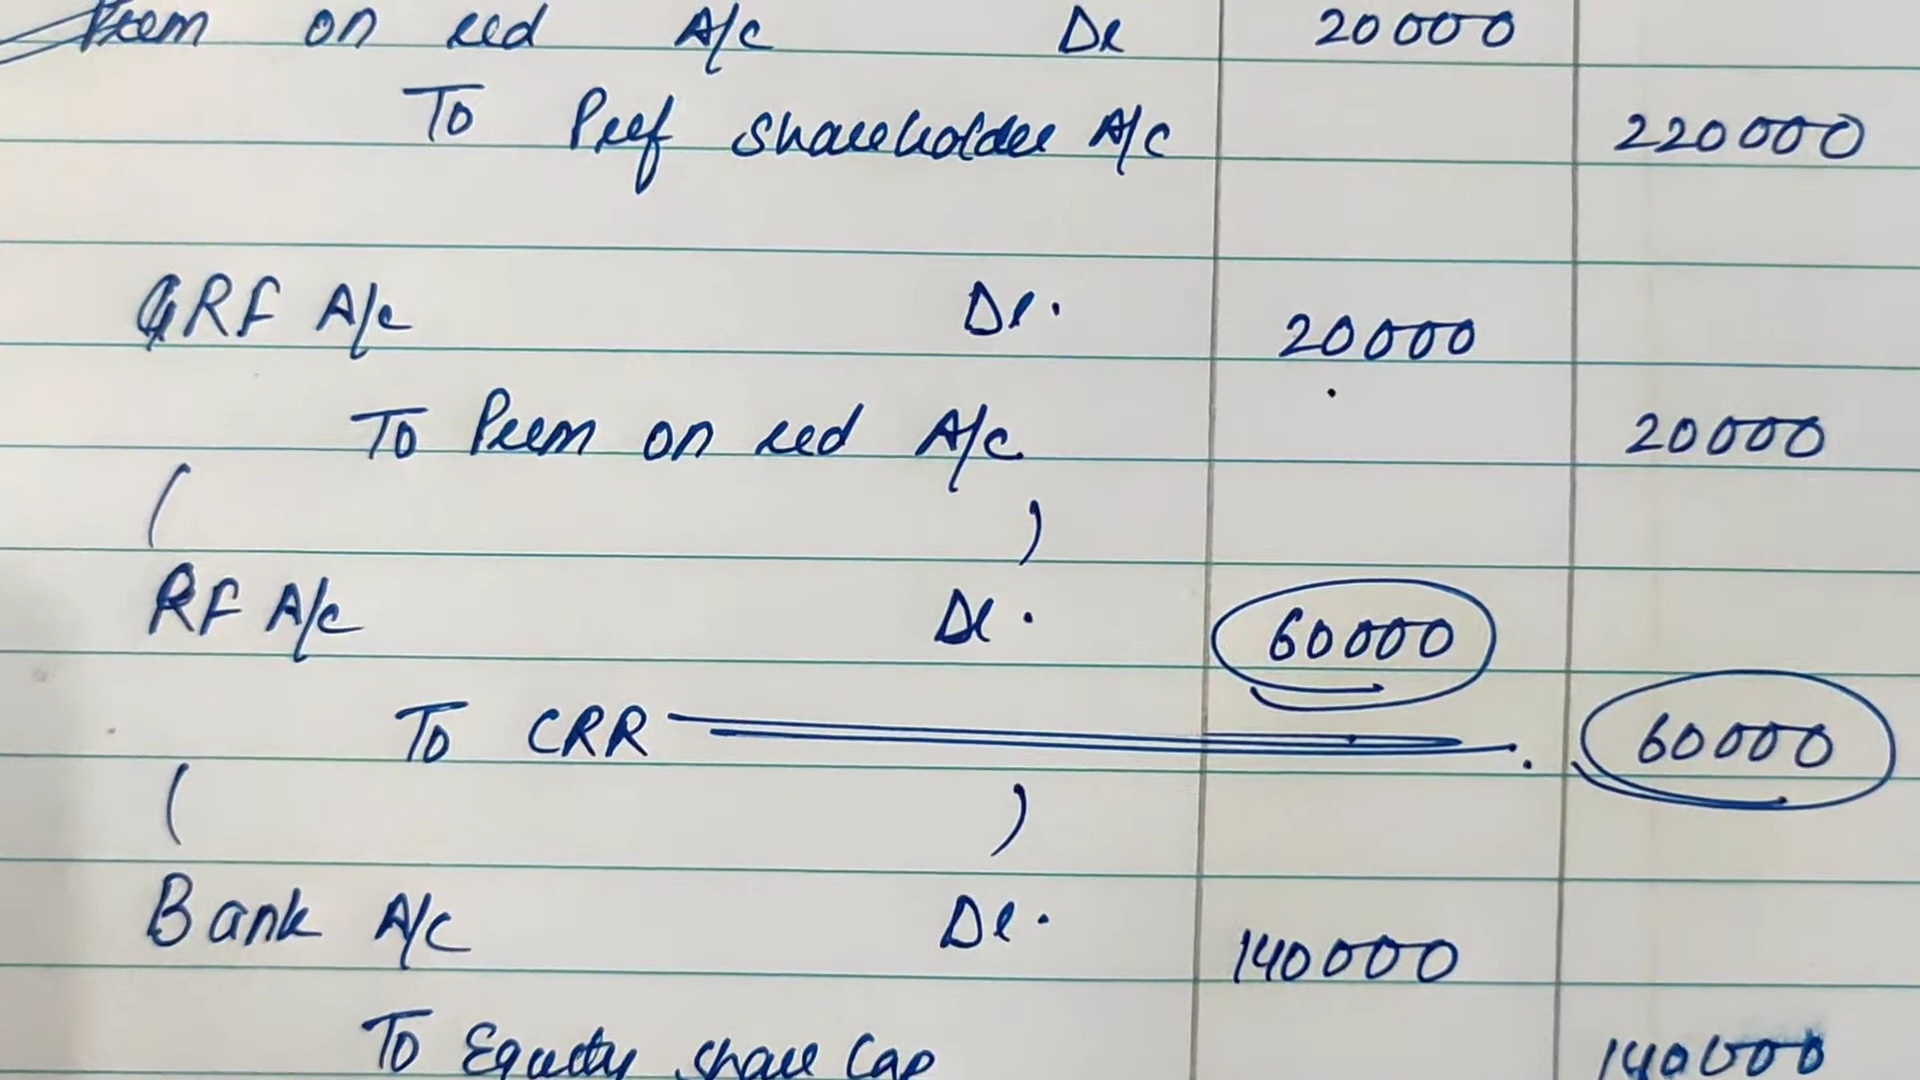 Prem on red A/c Dr 20000
To Pref shareholder A/c 220000
GRF A/c Dr. 20000
To Prem on red A/c 20000
( )
RF A/c Dr. 60000
To CRR 60000
( )
Bank A/c Dr. 140000
To Equity share Cap 140000